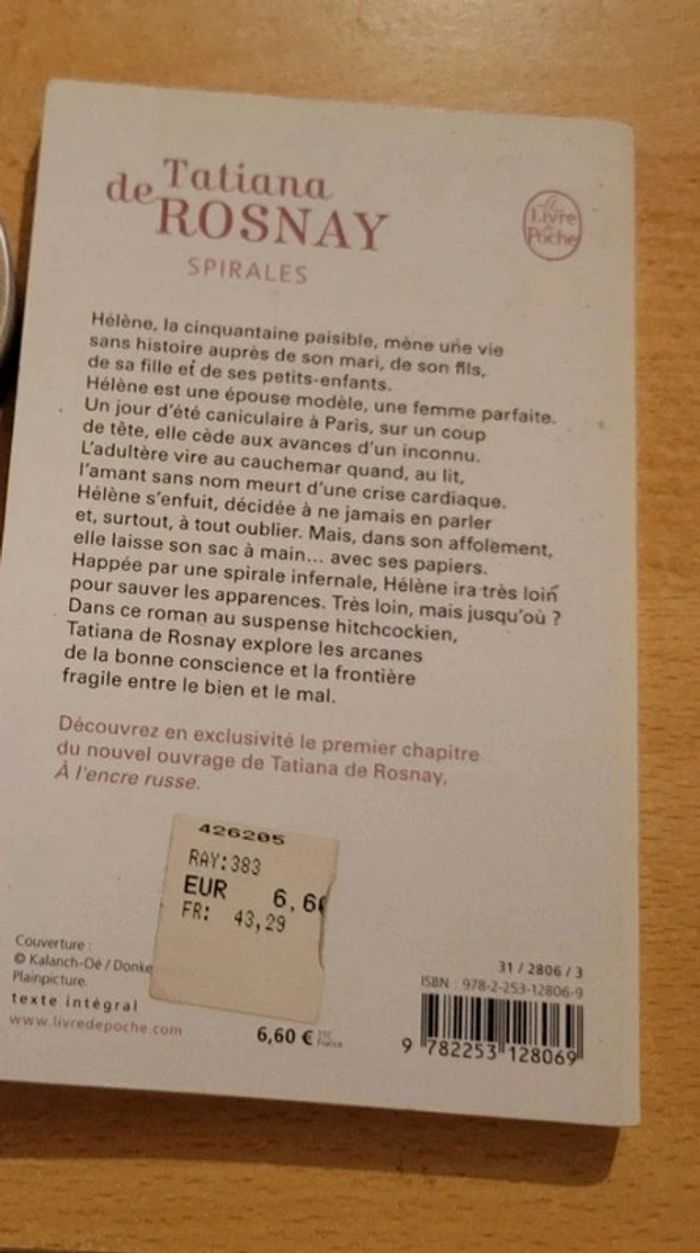 Tatiana
de ROSNAY
SPIRALES
Le
Livre
de
Poche
Hélène, la cinquantaine paisible, mène une vie
sans histoire auprès de son mari, de son fils,
de sa fille et de ses petits-enfants.
Hélène est une épouse modèle, une femme parfaite.
Un jour d'été caniculaire à Paris, sur un coup
de tête, elle cède aux avances d'un inconnu.
L'adultère vire au cauchemar quand, au lit,
l'amant sans nom meurt d'une crise cardiaque.
Hélène s'enfuit, décidée à ne jamais en parler
et, surtout, à tout oublier. Mais, dans son affolement,
elle laisse son sac à main... avec ses papiers.
Happée par une spirale infernale, Hélène ira très loin
pour sauver les apparences. Très loin, mais jusqu'où ?
Dans ce roman au suspense hitchcockien,
Tatiana de Rosnay explore les arcanes
de la bonne conscience et la frontière
fragile entre le bien et le mal.
Découvrez en exclusivité le premier chapitre
du nouvel ouvrage de Tatiana de Rosnay,
À l'encre russe.
426205
RAY:383
EUR 6,60
FR: 43,29
Couverture :
© Kalanch-Oé / Donke
Plainpicture.
texte intégral
www.livredepoche.com
6,60 € TTC
France
31 / 2806 / 3
ISBN : 978-2-253-12806-9
9 782253 128069